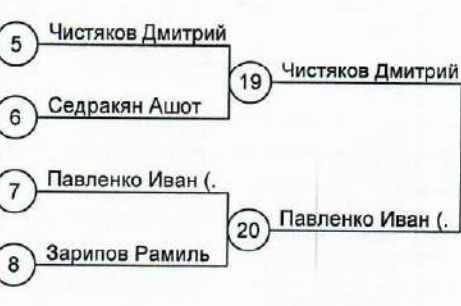 5 Чистяков Дмитрий
19 Чистяков Дмитрий
6 Седракян Ашот
7 Павленко Иван (.
20 Павленко Иван (.
8 Зарипов Рамиль